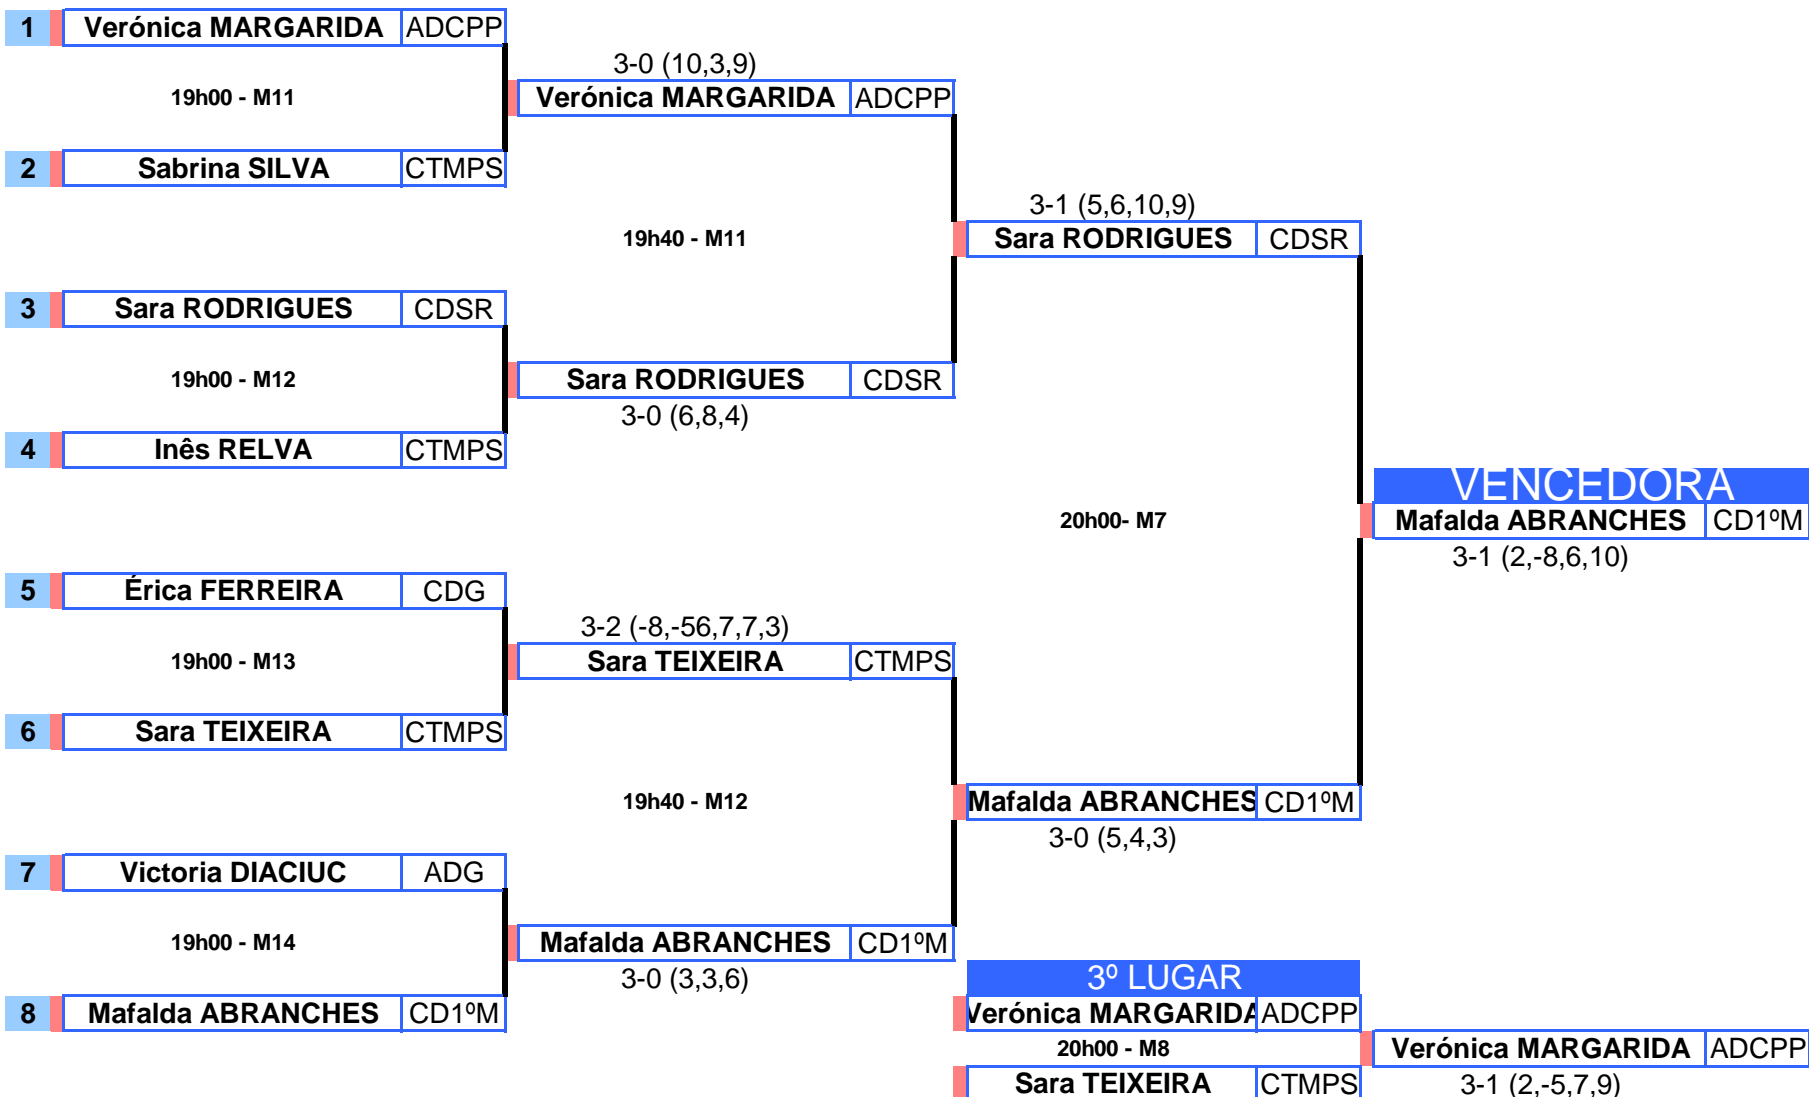 1 Verónica MARGARIDA ADCPP
3-0 (10,3,9)
19h00 - M11
Verónica MARGARIDA ADCPP
2 Sabrina SILVA CTMPS
3-1 (5,6,10,9)
19h40 - M11
Sara RODRIGUES CDSR
3 Sara RODRIGUES CDSR
19h00 - M12
Sara RODRIGUES CDSR
3-0 (6,8,4)
4 Inês RELVA CTMPS
VENCEDORA
20h00- M7
Mafalda ABRANCHES CD1ºM
3-1 (2,-8,6,10)
5 Érica FERREIRA CDG
3-2 (-8,-56,7,7,3)
19h00 - M13
Sara TEIXEIRA CTMPS
6 Sara TEIXEIRA CTMPS
19h40 - M12
Mafalda ABRANCHES CD1ºM
3-0 (5,4,3)
7 Victoria DIACIUC ADG
19h00 - M14
Mafalda ABRANCHES CD1ºM
3-0 (3,3,6)
3º LUGAR
8 Mafalda ABRANCHES CD1ºM
Verónica MARGARIDA ADCPP
20h00 - M8
Verónica MARGARIDA ADCPP
Sara TEIXEIRA CTMPS
3-1 (2,-5,7,9)